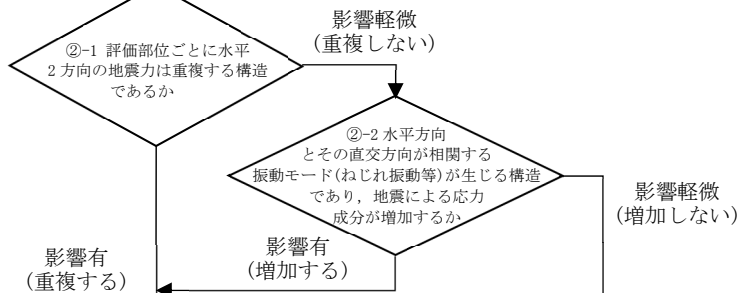 影響軽微
(重複しない)
②-1 評価部位ごとに水平
2方向の地震力は重複する構造
であるか
②-2 水平方向
とその直交方向が相関する
振動モード(ねじれ振動等)が生じる構造
であり，地震による応力
成分が増加するか
影響軽微
(増加しない)
影響有
(増加する)
影響有
(重複する)